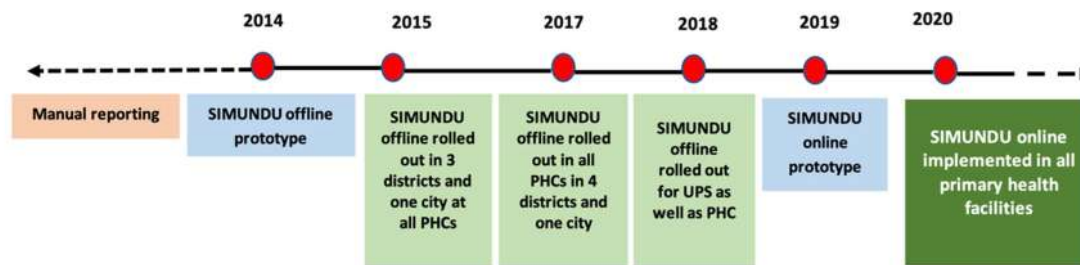 2014
2015
2017
2018
2019
2020
Manual reporting
SIMUNDU offline
prototype
SIMUNDU
offline rolled
out in 3
districts and
one city at
all PHCs
SIMUNDU
offline rolled
out in all
PHCs in 4
districts and
one city
SIMUNDU
offline
rolled out
for UPS as
well as PHC
SIMUNDU
online
prototype
SIMUNDU online
implemented in all
primary health
facilities